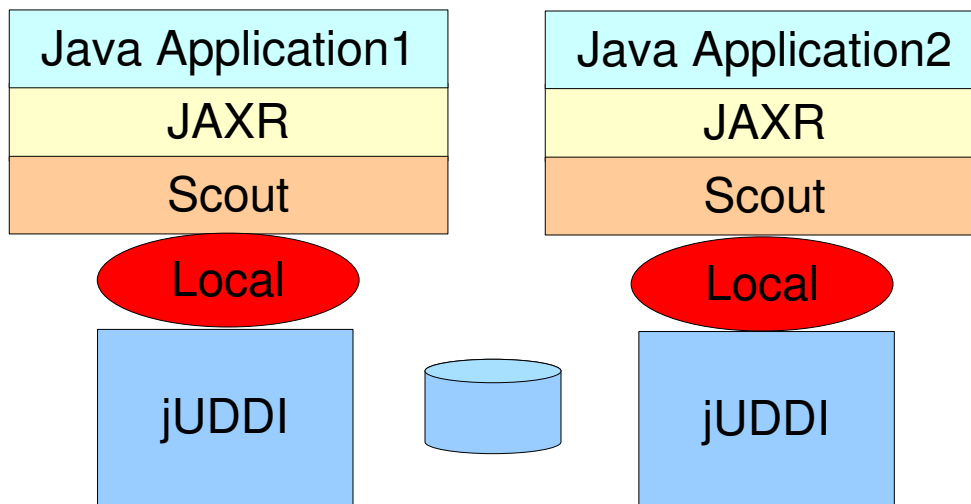 Java Application1
JAXR
Scout
Local
jUDDI
Java Application2
JAXR
Scout
Local
jUDDI